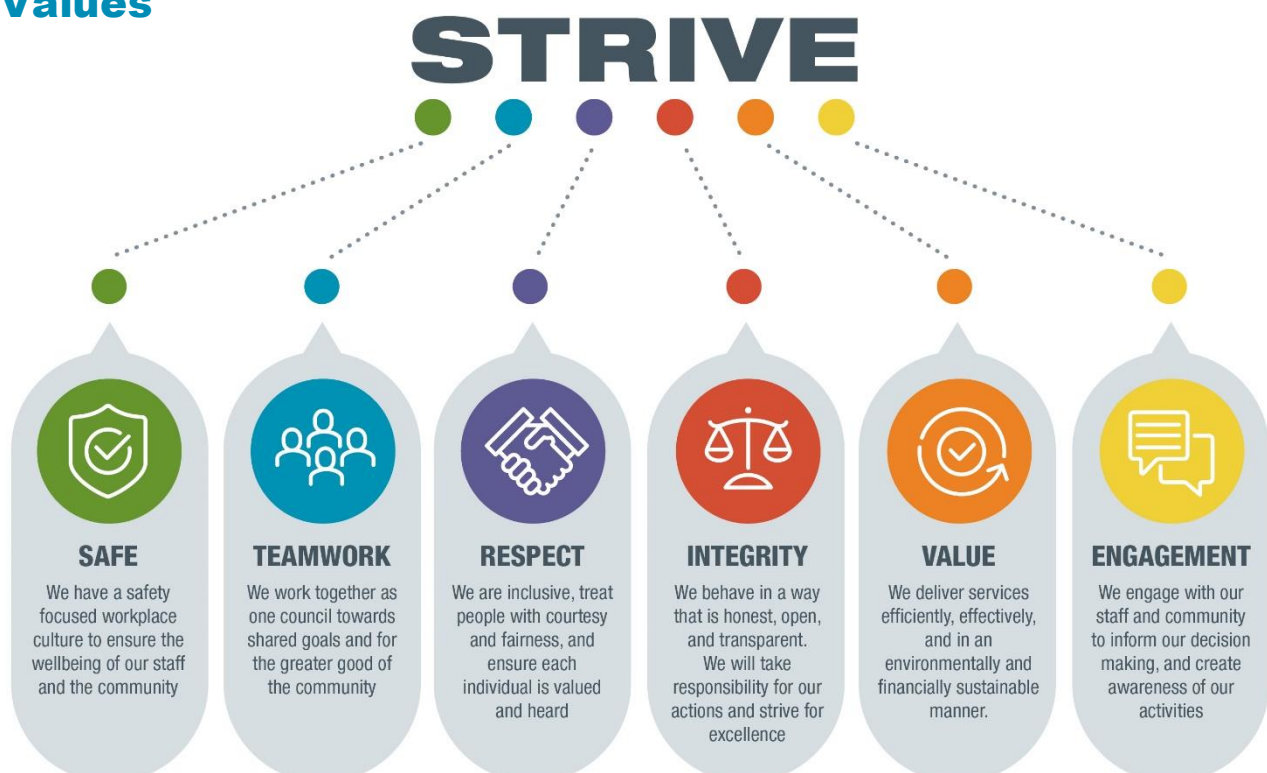 Values
STRIVE
SAFE
We have a safety
focused workplace
culture to ensure the
wellbeing of our staff
and the community
TEAMWORK
We work together as
one council towards
shared goals and for
the greater good of
the community
RESPECT
We are inclusive, treat
people with courtesy
and fairness, and
ensure each
individual is valued
and heard
INTEGRITY
We behave in a way
that is honest, open,
and transparent.
We will take
responsibility for our
actions and strive for
excellence
VALUE
We deliver services
efficiently, effectively,
and in an
environmentally and
financially sustainable
manner.
ENGAGEMENT
We engage with our
staff and community
to inform our decision
making, and create
awareness of our
activities